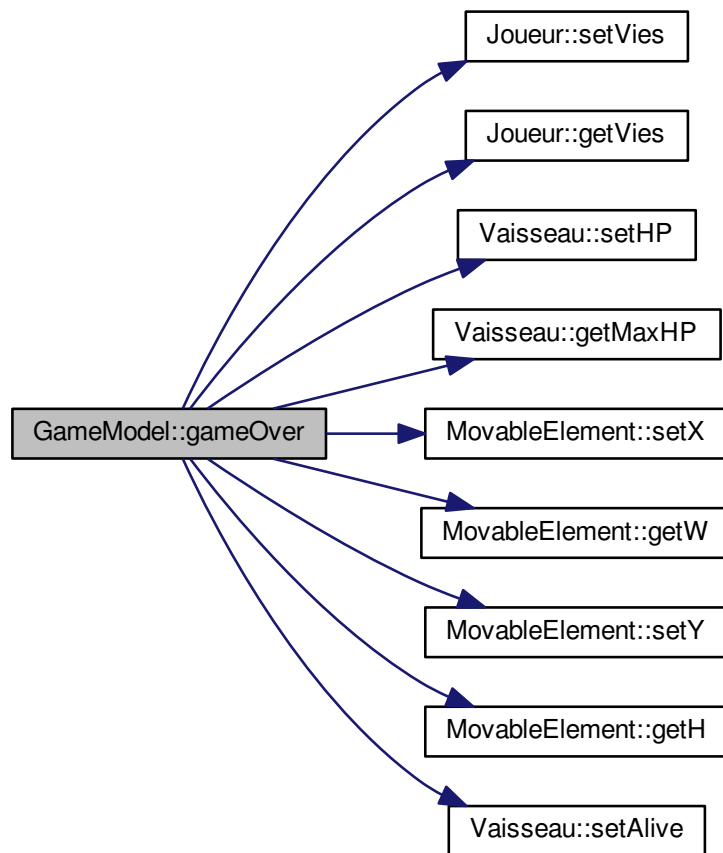 Joueur::setVies
Joueur::getVies
Vaisseau::setHP
Vaisseau::getMaxHP
GameModel::gameOver
MovableElement::setX
MovableElement::getW
MovableElement::setY
MovableElement::getH
Vaisseau::setAlive